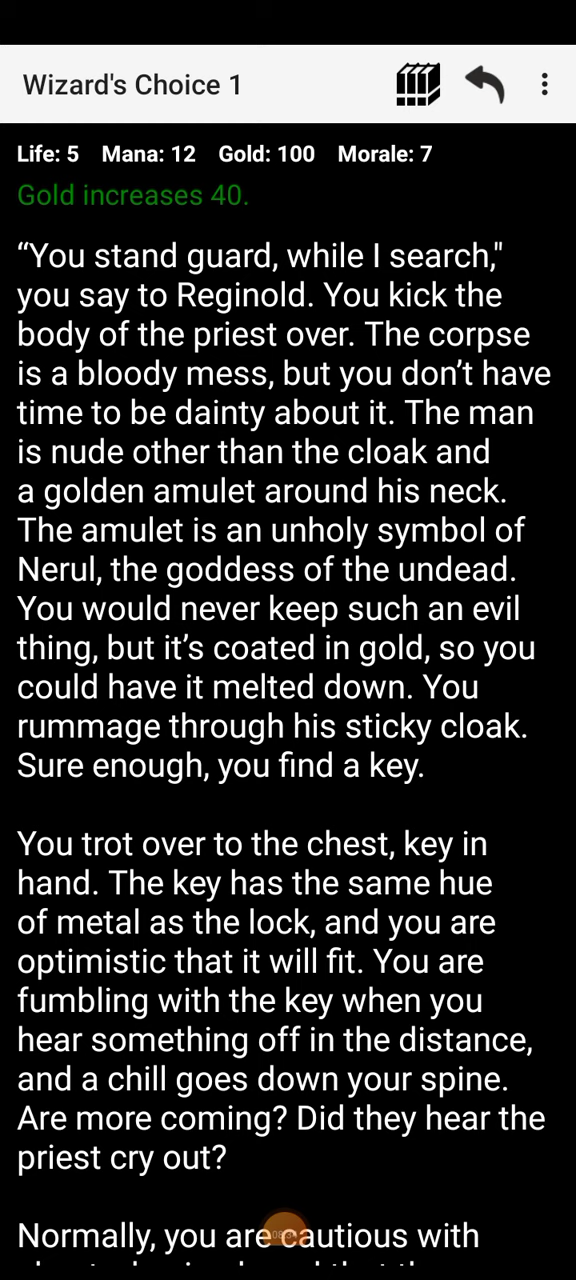 Wizard's Choice 1
Life: 5 Mana: 12 Gold: 100 Morale: 7
Gold increases 40.
“You stand guard, while I search,"
you say to Reginold. You kick the
body of the priest over. The corpse
is a bloody mess, but you don’t have
time to be dainty about it. The man
is nude other than the cloak and
a golden amulet around his neck.
The amulet is an unholy symbol of
Nerul, the goddess of the undead.
You would never keep such an evil
thing, but it’s coated in gold, so you
could have it melted down. You
rummage through his sticky cloak.
Sure enough, you find a key.
You trot over to the chest, key in
hand. The key has the same hue
of metal as the lock, and you are
optimistic that it will fit. You are
fumbling with the key when you
hear something off in the distance,
and a chill goes down your spine.
Are more coming? Did they hear the
priest cry out?
Normally, you are cautious with